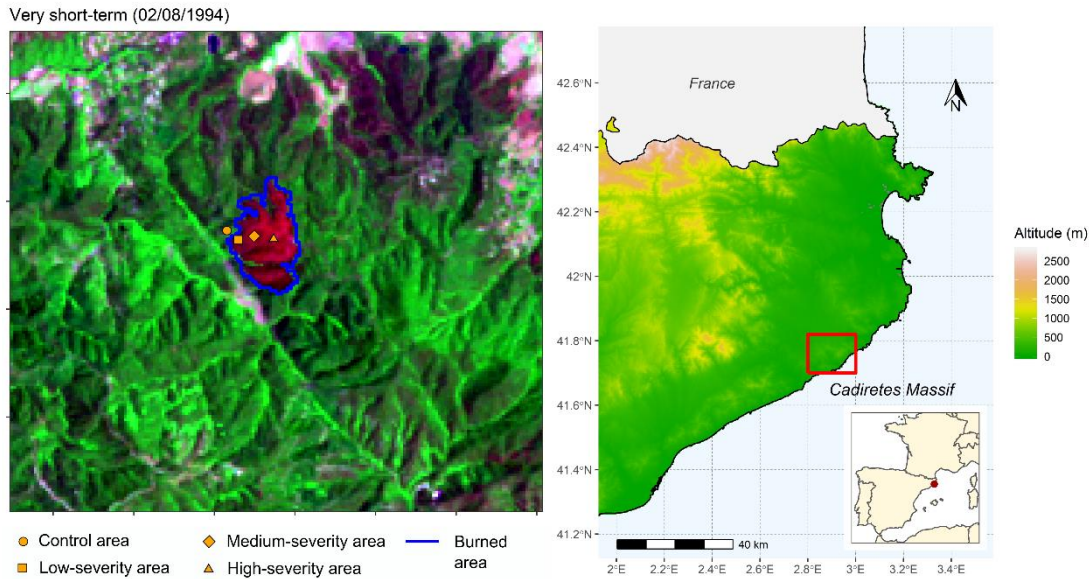 Very short-term (02/08/1994)
Control area
Medium-severity area
Burned
area
Low-severity area
High-severity area
France
N
42.6°N
42.4°N
42.2°N
42°N
41.8°N
41.6°N
41.4°N
41.2°N
Cadiretes Massif
40 km
2°E
2.2°E
2.4°E
2.6°E
2.8°E
3°E
3.2°E
3.4°E
Altitude (m)
2500
2000
1500
1000
500
0